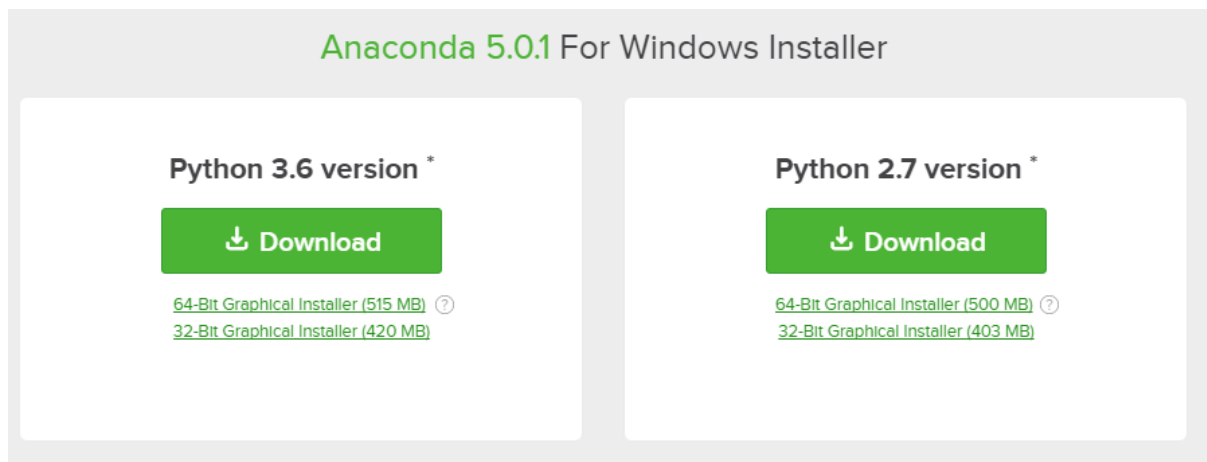 Anaconda 5.0.1 For Windows Installer
Python 3.6 version *
Download
64-Bit Graphical Installer (515 MB) ?
32-Bit Graphical Installer (420 MB)
Python 2.7 version *
Download
64-Bit Graphical Installer (500 MB) ?
32-Bit Graphical Installer (403 MB)